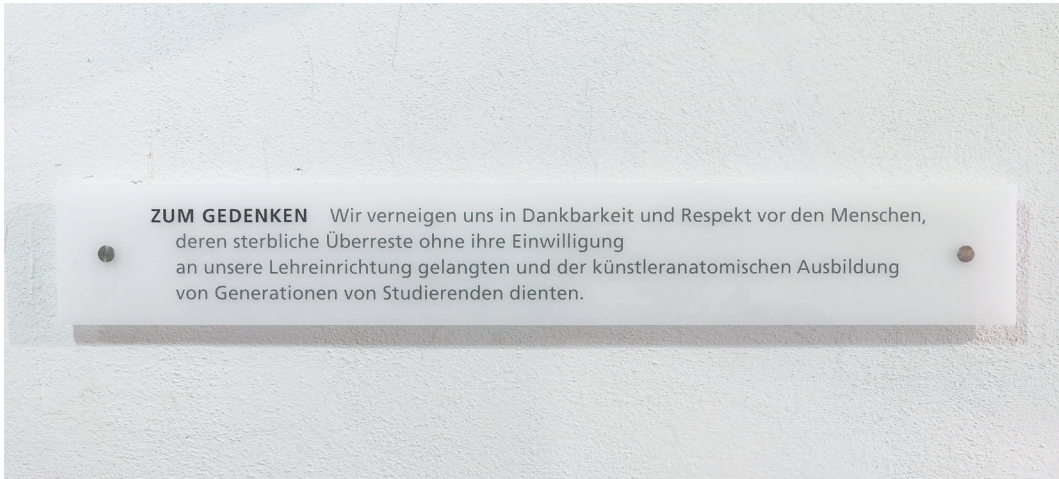 ZUM GEDENKEN Wir verneigen uns in Dankbarkeit und Respekt vor den Menschen,
deren sterbliche Überreste ohne ihre Einwilligung
an unsere Lehreinrichtung gelangten und der künstleranatomischen Ausbildung
von Generationen von Studierenden dienten.